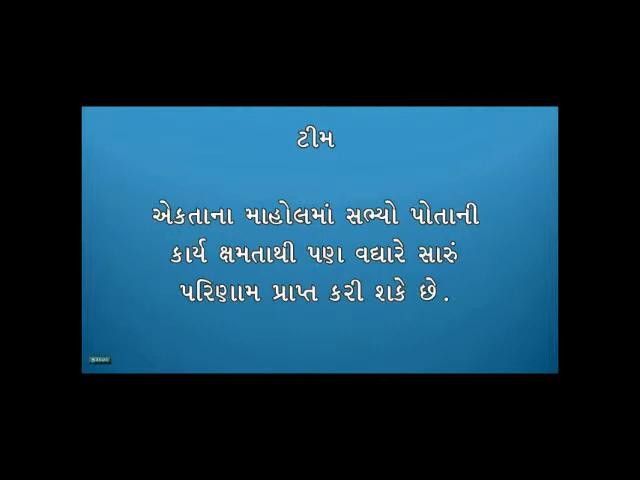 ટીમ
એકતાના માહોલમાં સભ્યો પોતાની
કાર્ય ક્ષમતાથી પણ વધારે સારું
પરિણામ પ્રાપ્ત કરી શકે છે.